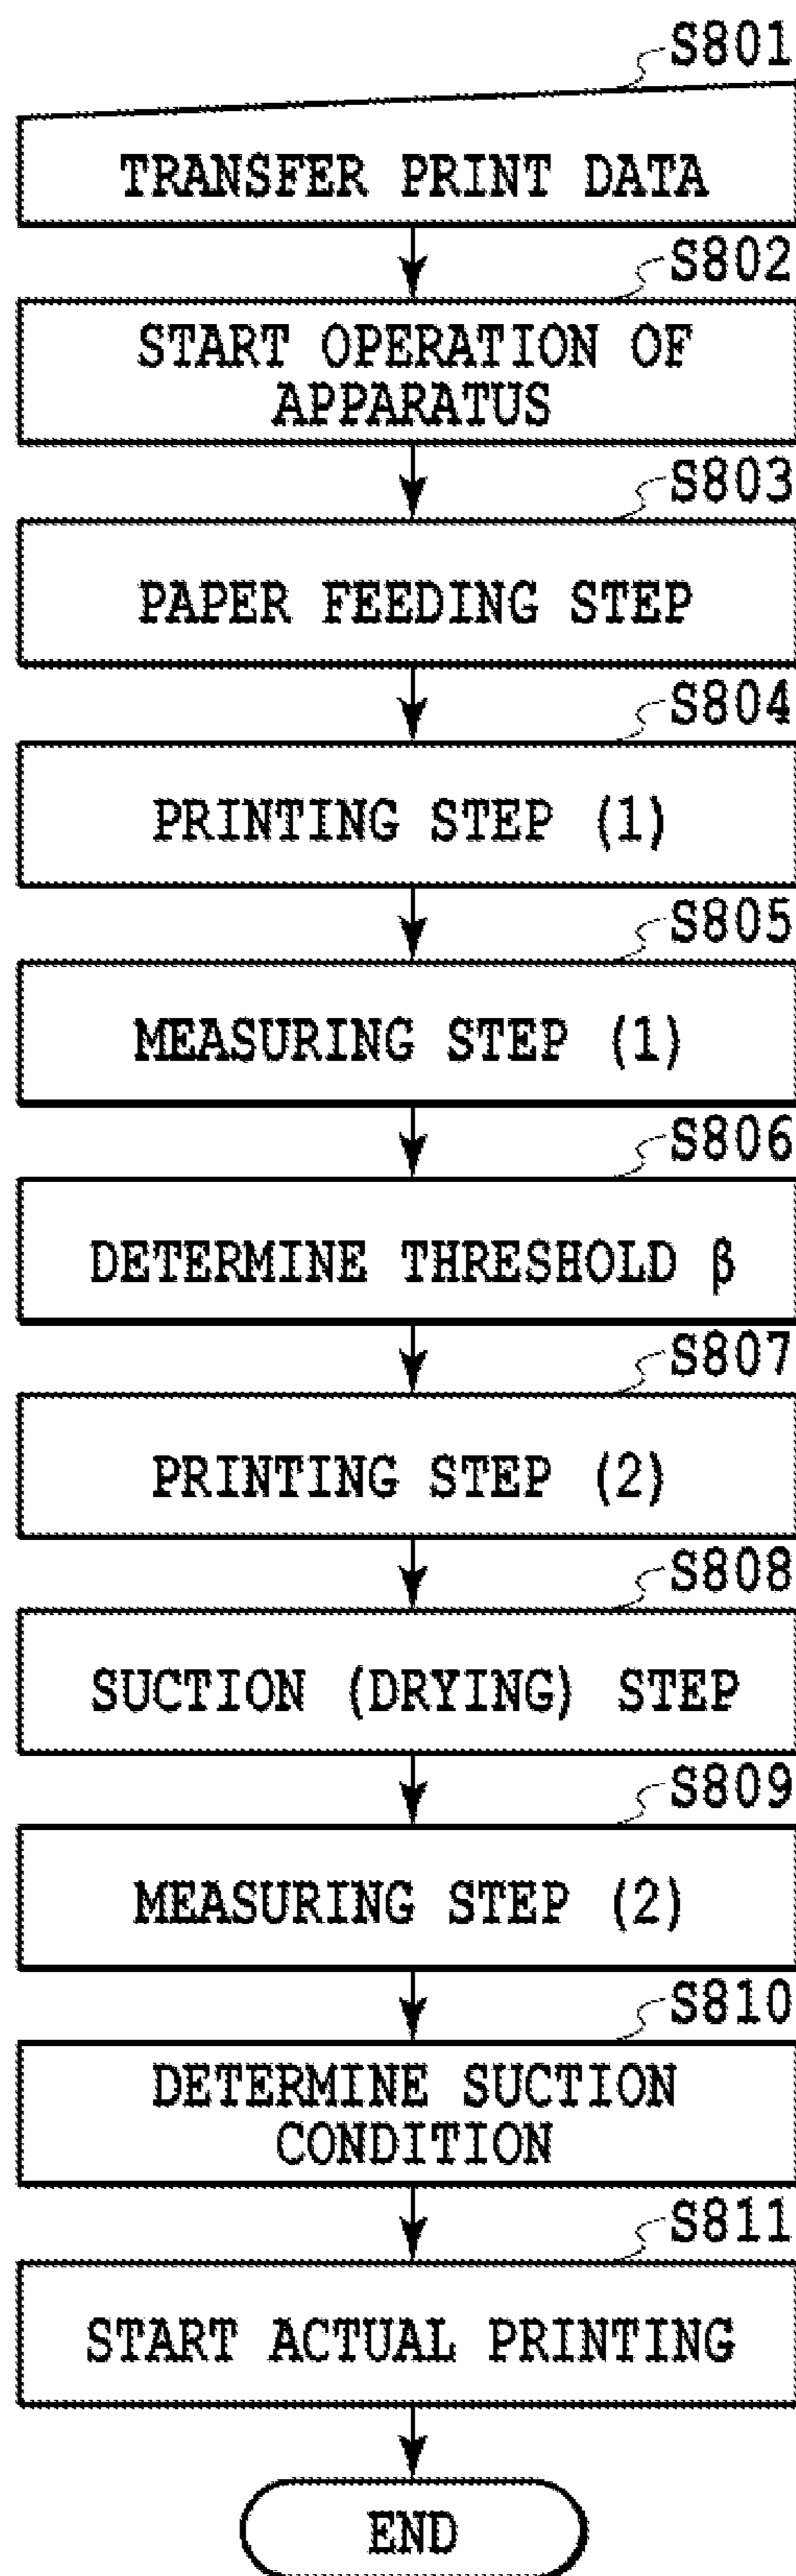 S801
TRANSFER PRINT DATA
S802
START OPERATION OF
APPARATUS
S803
PAPER FEEDING STEP
S804
PRINTING STEP (1)
S805
MEASURING STEP (1)
S806
DETERMINE THRESHOLD β
S807
PRINTING STEP (2)
S808
SUCTION (DRYING) STEP
S809
MEASURING STEP (2)
S810
DETERMINE SUCTION
CONDITION
S811
START ACTUAL PRINTING
END